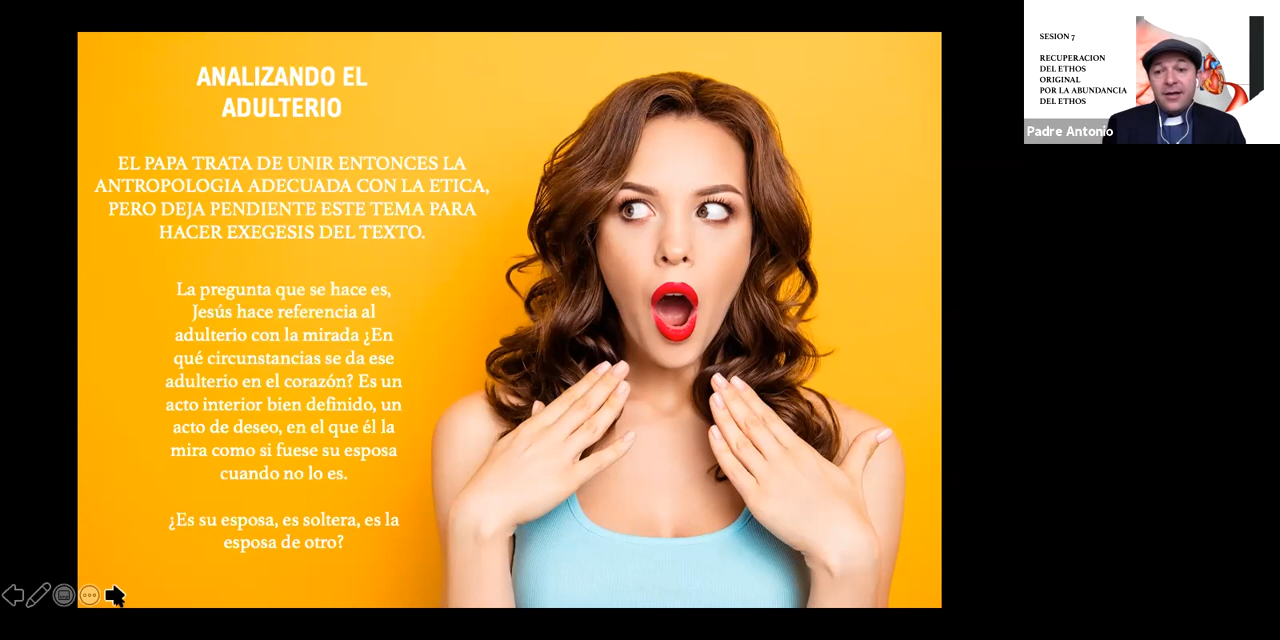 ANALIZANDO EL
ADULTERIO
EL PAPA TRATA DE UNIR ENTONCES LA
ANTROPOLOGIA ADECUADA CON LA ETICA,
PERO DEJA PENDIENTE ESTE TEMA PARA
HACER EXEGESIS DEL TEXTO.
La pregunta que se hace es,
Jesús hace referencia al
adulterio con la mirada ¿En
qué circunstancias se da ese
adulterio en el corazón? Es un
acto interior bien definido, un
acto de deseo, en el que él la
mira como si fuese su esposa
cuando no lo es.
¿Es su esposa, es soltera, es la
esposa de otro?
SESION 7
RECUPERACION
DEL ETHOS
ORIGINAL
POR LA ABUNDANCIA
DEL ETHOS
Padre Antonio